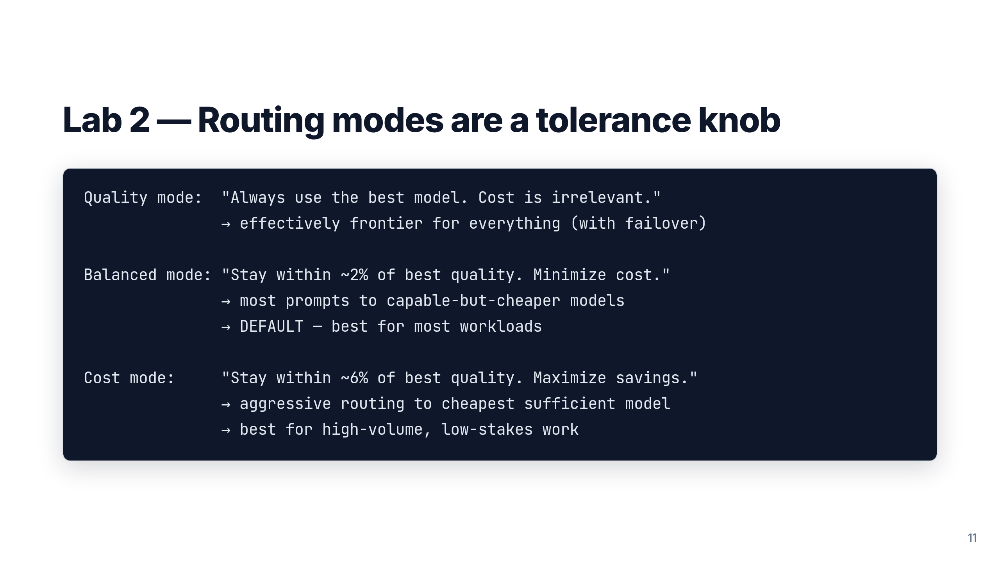 Lab 2 — Routing modes are a tolerance knob
Quality mode:  "Always use the best model. Cost is irrelevant."
               → effectively frontier for everything (with failover)
Balanced mode: "Stay within ~2% of best quality. Minimize cost."
               → most prompts to capable-but-cheaper models
               → DEFAULT — best for most workloads
Cost mode:     "Stay within ~6% of best quality. Maximize savings."
               → aggressive routing to cheapest sufficient model
               → best for high-volume, low-stakes work
11